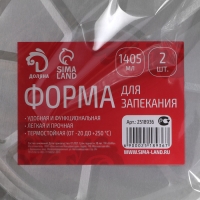 ДОЛЯНА
SIMA
LAND
1405
МЛ
2
ШТ.
ФОРМА
ДЛЯ
ЗАПЕКАНИЯ
• УДОБНАЯ И ФУНКЦИОНАЛЬНАЯ
• ЛЕГКАЯ И ПРОЧНАЯ
• ТЕРМОСТОЙКАЯ (ОТ -20 ДО +250 °C)
WWW.SIMA-LAND.RU